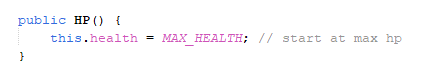 public HP() {
    this.health = MAX_HEALTH; // start at max hp
}